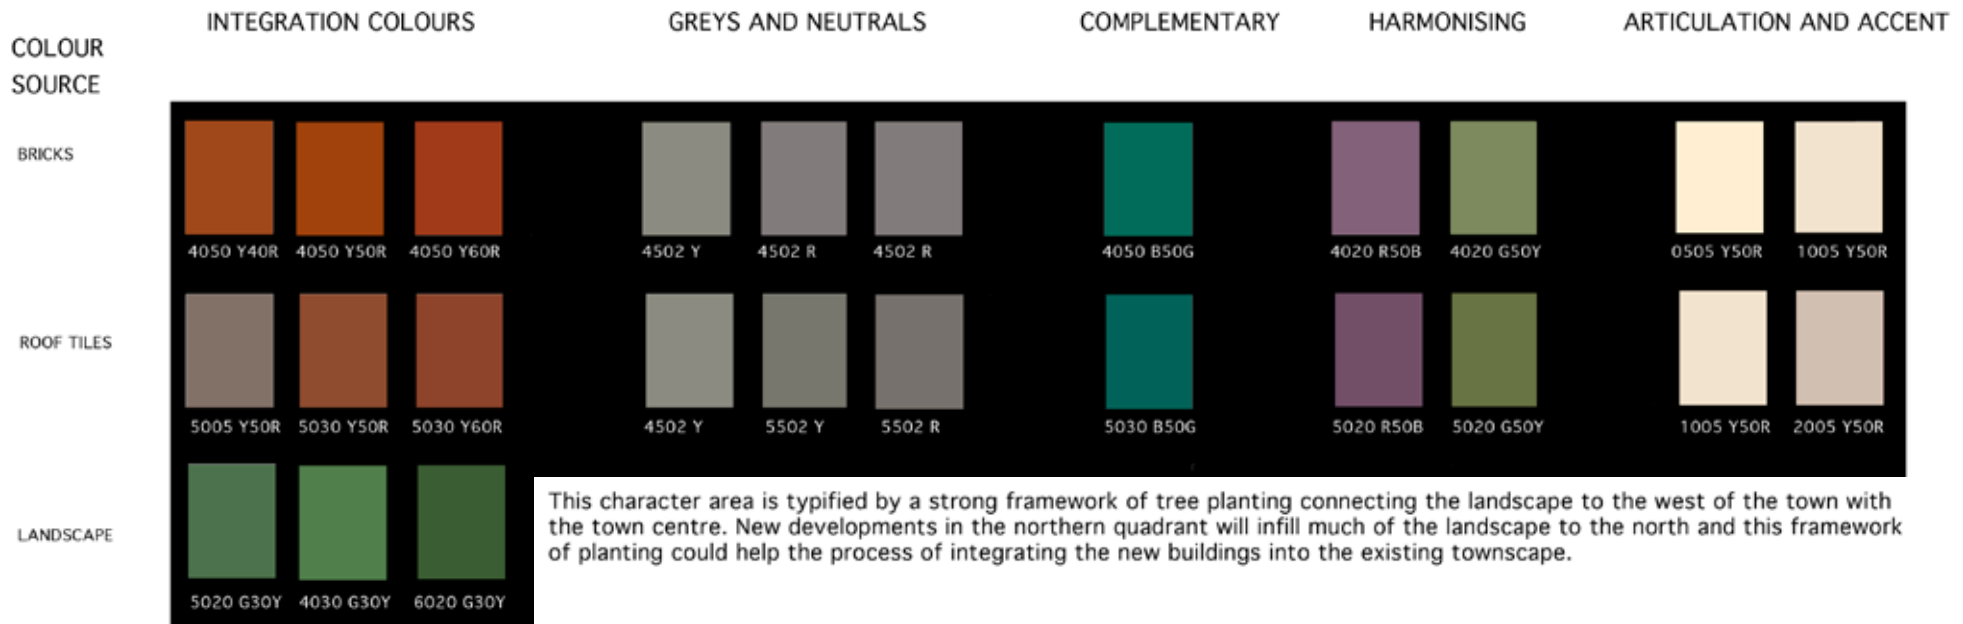 INTEGRATION COLOURS GREYS AND NEUTRALS COMPLEMENTARY HARMONISING ARTICULATION AND ACCENT
COLOUR
SOURCE
BRICKS
4050 Y40R 4050 Y50R 4050 Y60R 4502 Y 4502 R 4502 R 4050 B50G 4020 R50B 4020 G50Y 0505 Y50R 1005 Y50R
ROOF TILES
5005 Y50R 5030 Y50R 5030 Y60R 4502 Y 5502 Y 5502 R 5030 B50G 5020 R50B 5020 G50Y 1005 Y50R 2005 Y50R
LANDSCAPE
5020 G30Y 4030 G30Y 6020 G30Y
This character area is typified by a strong framework of tree planting connecting the landscape to the west of the town with
the town centre. New developments in the northern quadrant will infill much of the landscape to the north and this framework
of planting could help the process of integrating the new buildings into the existing townscape.